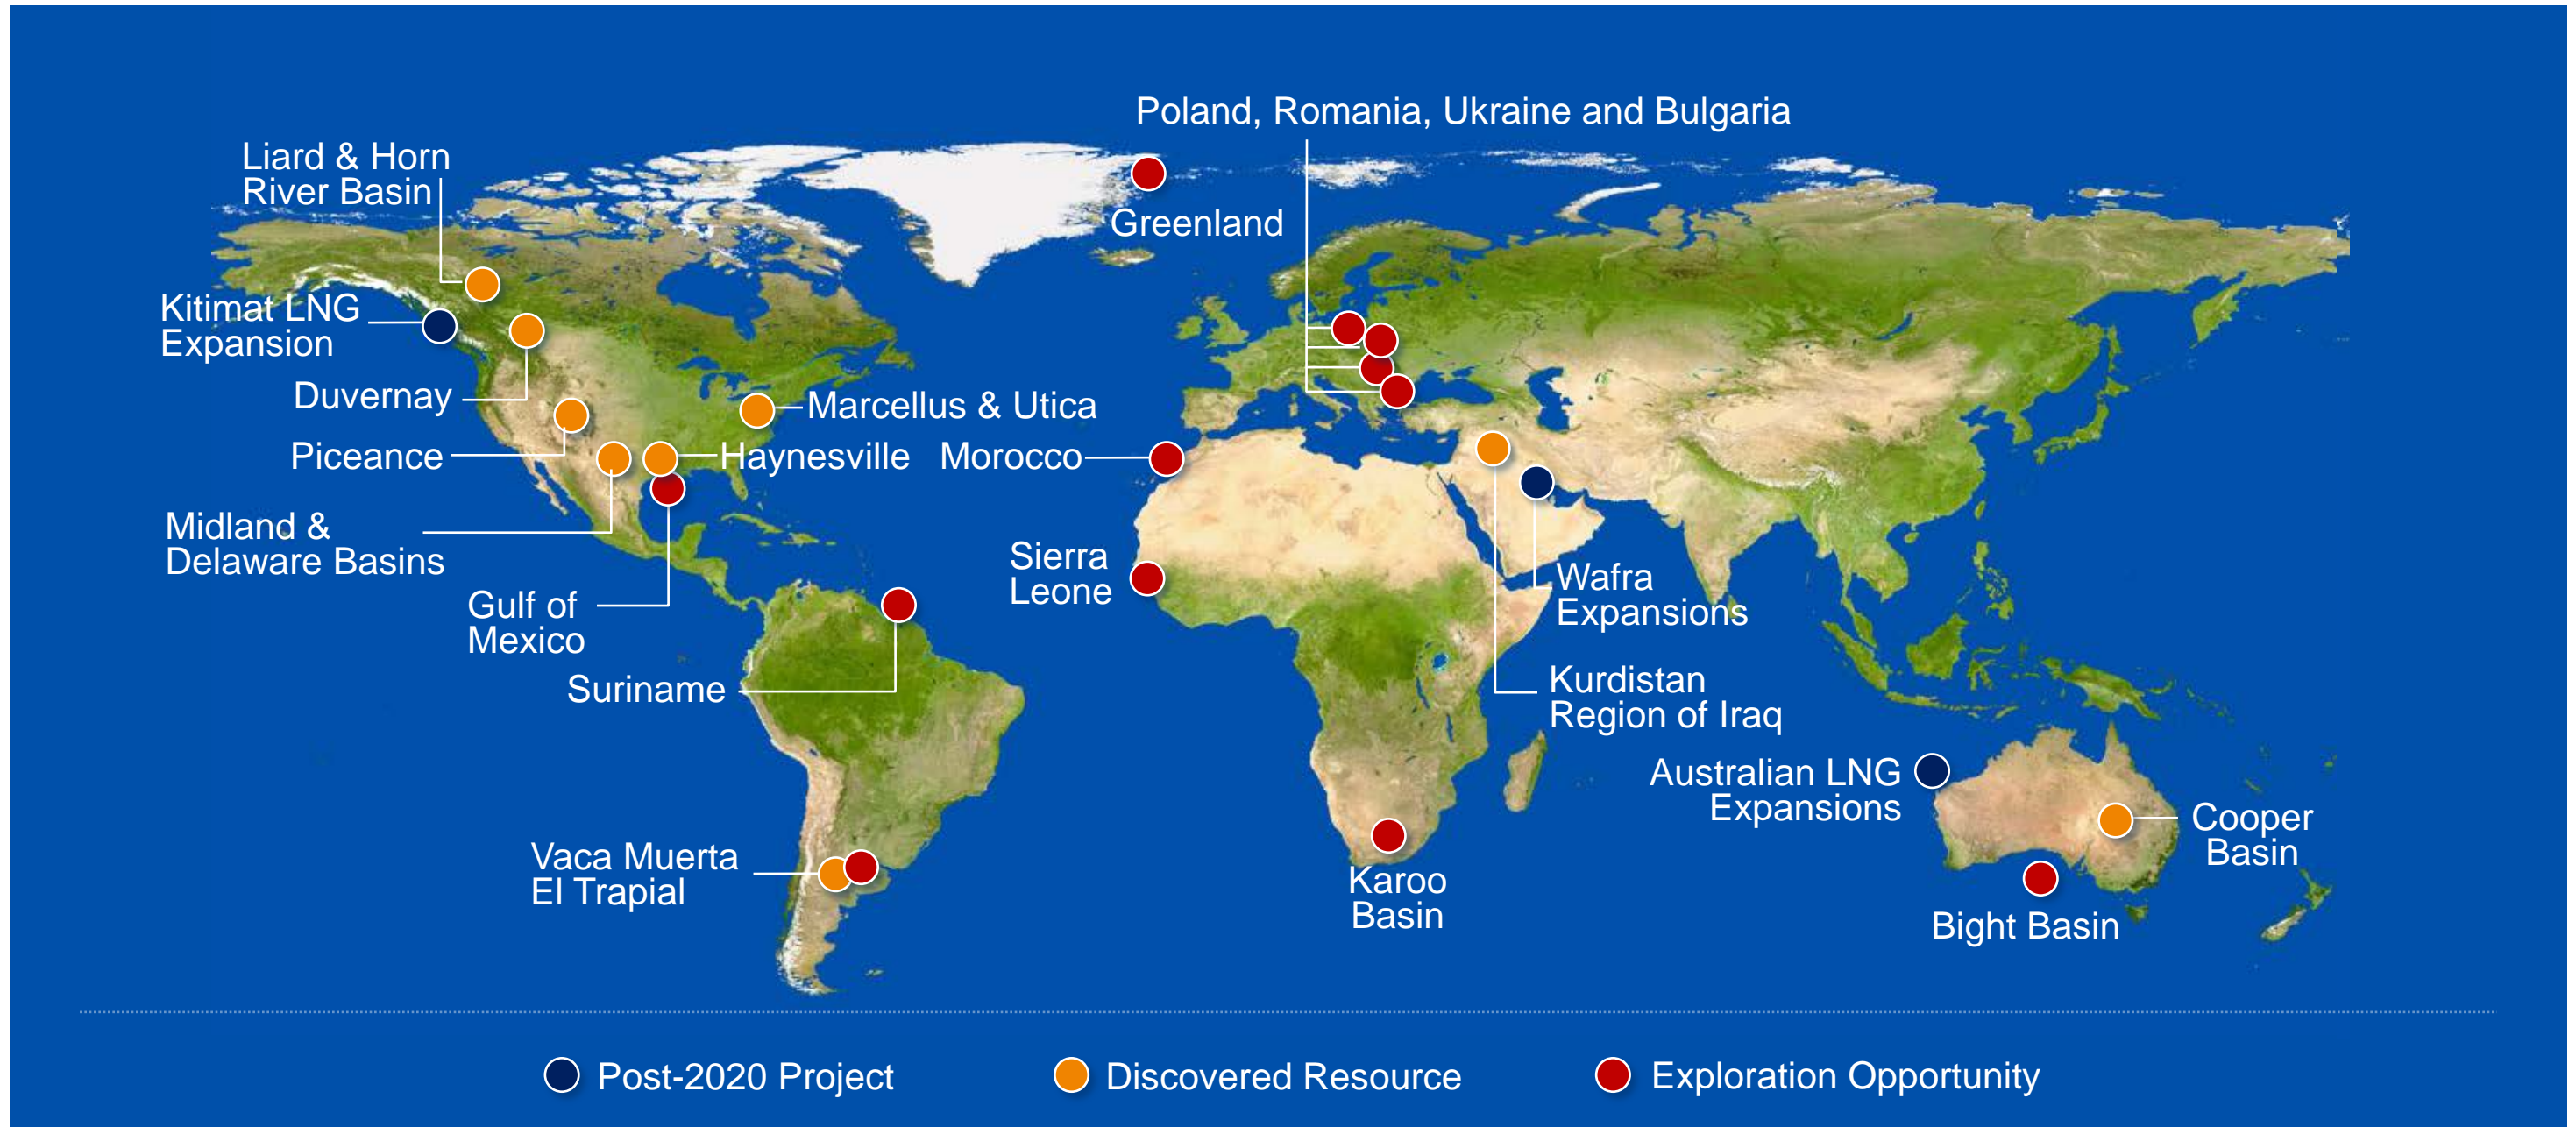 Poland, Romania, Ukraine and Bulgaria
Liard & Horn
River Basin
Greenland
Kitimat LNG
Expansion
Duvernay
Marcellus & Utica
Piceance
Haynesville
Morocco
Midland &
Delaware Basins
Sierra
Leone
Wafra
Expansions
Gulf of
Mexico
Suriname
Kurdistan
Region of Iraq
Australian LNG
Expansions
Cooper
Basin
Vaca Muerta
El Trapial
Karoo
Basin
Bight Basin
Post-2020 Project
Discovered Resource
Exploration Opportunity